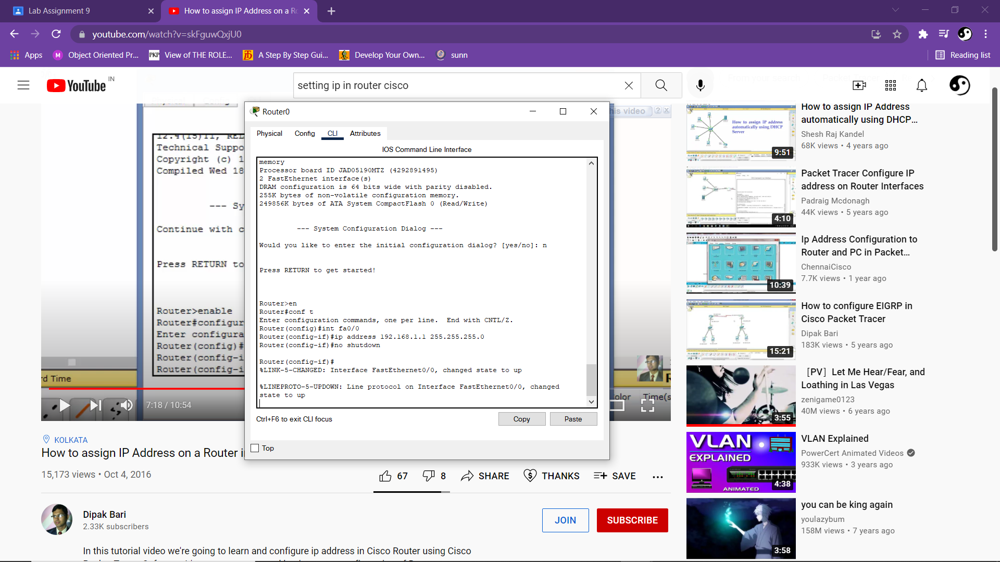 Lab Assignment 9
How to assign IP Address on a Ro
youtube.com/watch?v=skFguwQxjU0
Apps
Object Oriented Pr...
PKP
View of THE ROLE...
A Step By Step Gui...
Develop Your Own...
sunn
Reading list
YouTube IN
setting ip in router cisco
his video
Router0
Physical
Config
CLI
Attributes
IOS Command Line Interface
memory
Processor board ID JAD05190MTZ (4292891495)
2 FastEthernet interface(s)
DRAM configuration is 64 bits wide with parity disabled.
255K bytes of non-volatile configuration memory.
249856K bytes of ATA System CompactFlash 0 (Read/Write)
--- System Configuration Dialog ---
Would you like to enter the initial configuration dialog? [yes/no]: n
Press RETURN to get started!
Router>en
Router#conf t
Enter configuration commands, one per line.  End with CNTL/Z.
Router(config)#int fa0/0
Router(config-if)#ip address 192.168.1.1 255.255.255.0
Router(config-if)#no shutdown
Router(config-if)#
%LINK-5-CHANGED: Interface FastEthernet0/0, changed state to up
%LINEPROTO-5-UPDOWN: Line protocol on Interface FastEthernet0/0, changed
state to up
Ctrl+F6 to exit CLI focus
Copy
Paste
Top
12.4(15)T1, REL
Technical Suppo
Copyright (c) 1
Compiled Wed 18
--- Sy
Continue with c
Press RETURN to
Router>enable
Router#configur
Enter configura
Router(config)#
Router(config-i
Router(config-i
rd Time
7:18 / 10:54
olor
Time(s
KOLKATA
How to assign IP Address on a Router i
15,173 views • Oct 4, 2016
67
8
SHARE
THANKS
SAVE
Dipak Bari
2.33K subscribers
JOIN
SUBSCRIBE
In this tutorial video we're going to learn and configure ip address in Cisco Router using Cisco
How to assign IP address
automatically using DHCP
Server
9:51
How to assign IP Address
automatically using DHCP...
Shesh Raj Kandel
68K views • 4 years ago
4:10
Packet Tracer Configure IP
address on Router Interfaces
Padraig Mcdonagh
44K views • 5 years ago
10:39
Ip Address Configuration to
Router and PC in Packet...
ChennaiCisco
7.7K views • 1 year ago
15:21
How to configure EIGRP in
Cisco Packet Tracer
Dipak Bari
183K views • 5 years ago
3:55
［PV］Let Me Hear/Fear, and
Loathing in Las Vegas
zenigame0123
40M views • 6 years ago
VLAN
EXPLAINED
ANIMATED
4:38
VLAN Explained
PowerCert Animated Videos
933K views • 3 years ago
3:58
you can be king again
youlazybum
158M views • 7 years ago